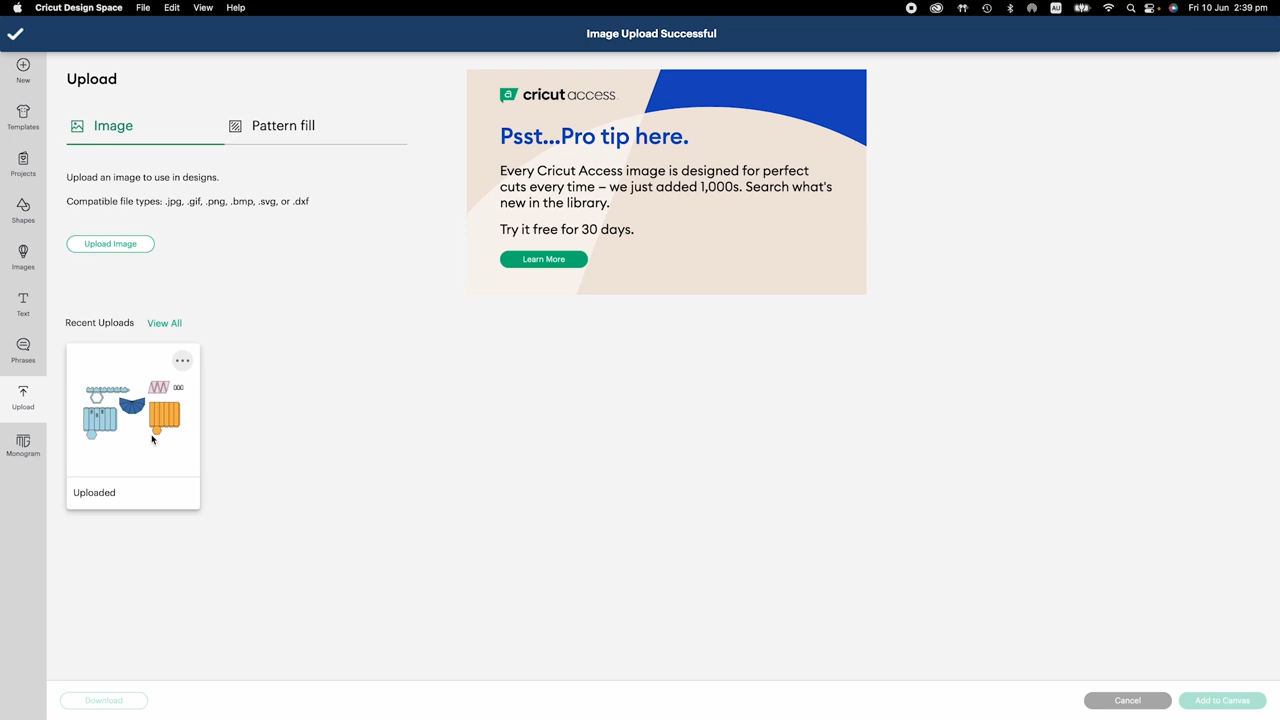 Cricut Design Space File Edit View Help
AU
Fri 10 Jun 2:39 pm
Image Upload Successful
New
Templates
Projects
Shapes
Images
Text
Phrases
Upload
Monogram
Upload
Image
Pattern fill
Upload an image to use in designs.
Compatible file types: .jpg, .gif, .png, .bmp, .svg, or .dxf
Upload Image
Recent Uploads View All
Uploaded
a cricut access™
Psst...Pro tip here.
Every Cricut Access image is designed for perfect
cuts every time – we just added 1,000s. Search what's
new in the library.
Try it free for 30 days.
Learn More
Download
Cancel
Add to Canvas